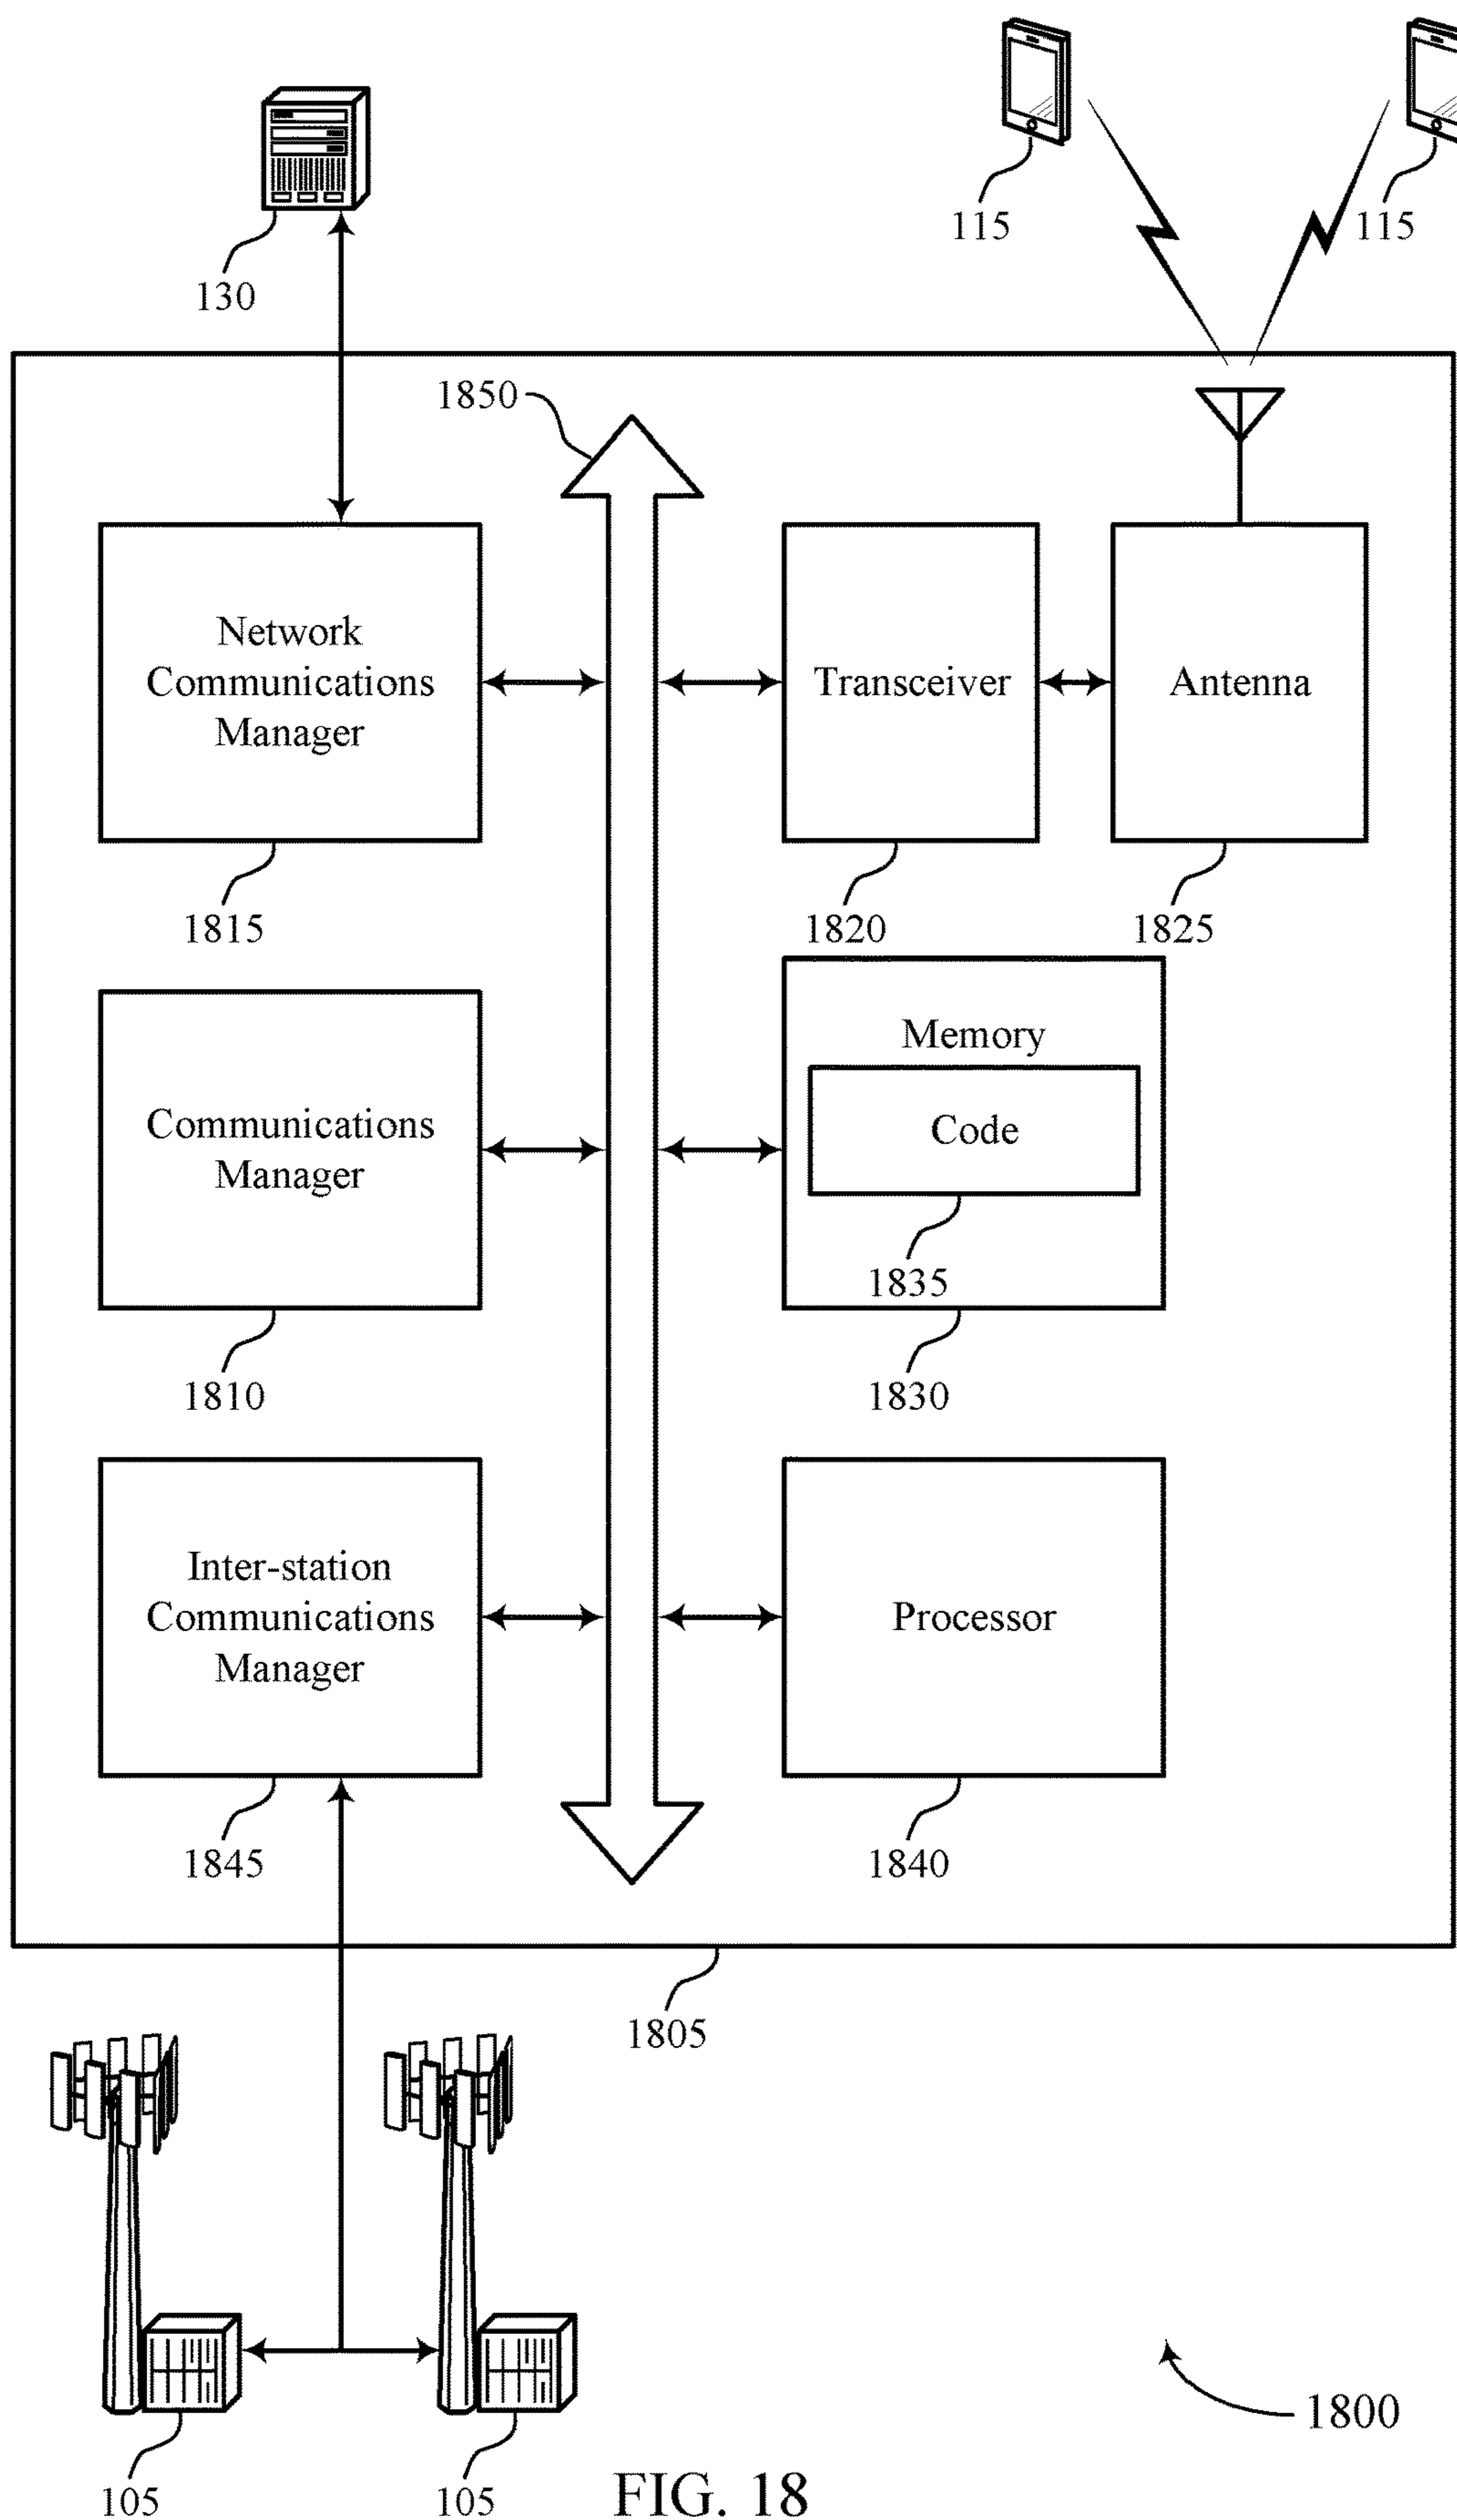 115
115
130
1850
Network
Communications
Manager
Transceiver
Antenna
1815
1820
1825
Communications
Manager
Memory
Code
1835
1810
1830
Inter-station
Communications
Manager
Processor
1845
1840
1805
1800
105
105
FIG. 18